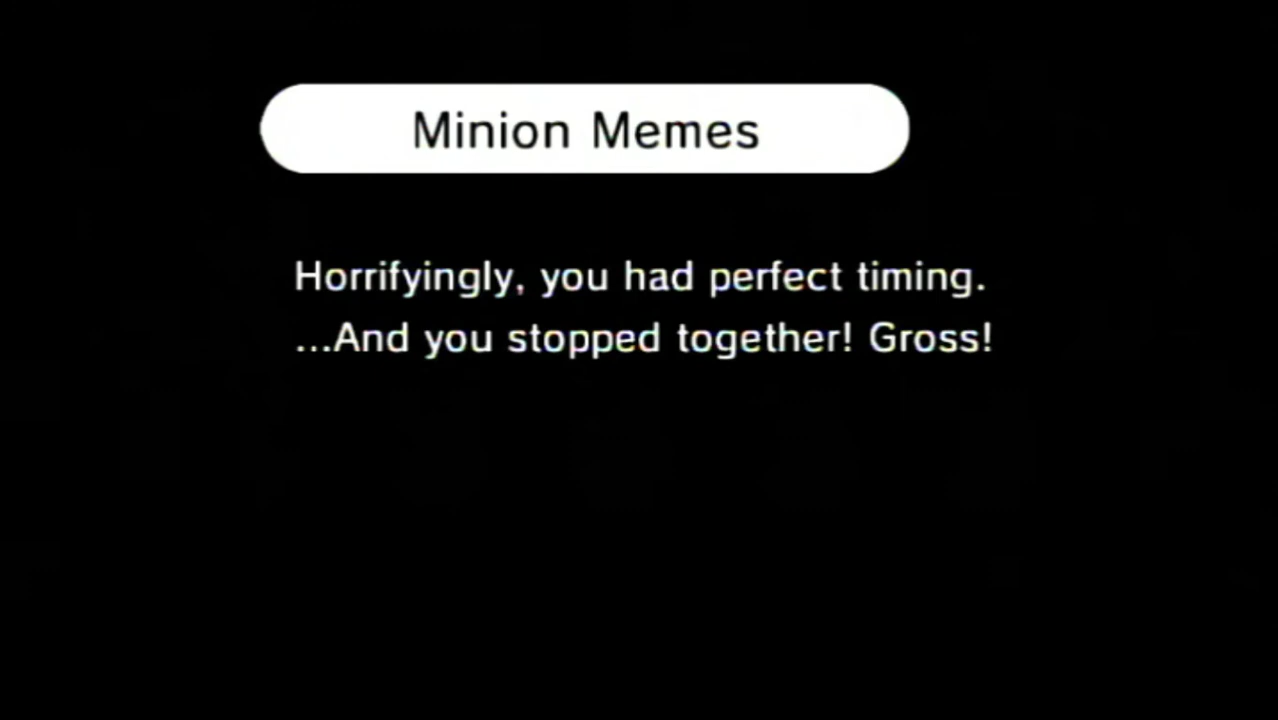 Minion Memes
Horrifyingly, you had perfect timing.
...And you stopped together! Gross!